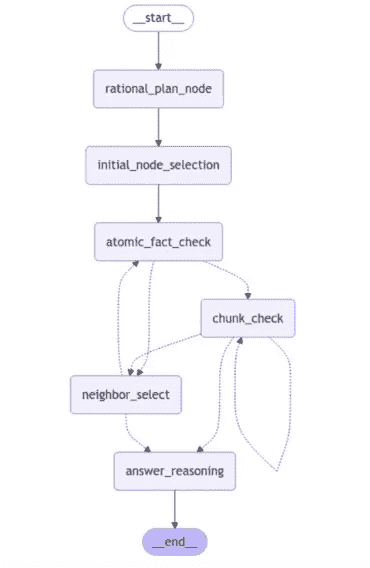 __start__
rational_plan_node
initial_node_selection
atomic_fact_check
chunk_check
neighbor_select
answer_reasoning
__end__